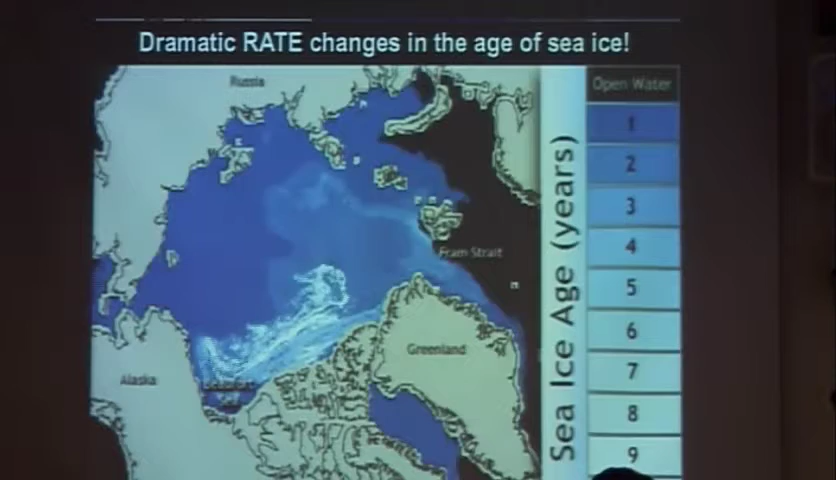 Dramatic RATE changes in the age of sea ice!
Russia
Open Water
1
2
3
Fram Strait
4
5
6
Greenland
7
Alaska
8
9
Sea Ice Age (years)